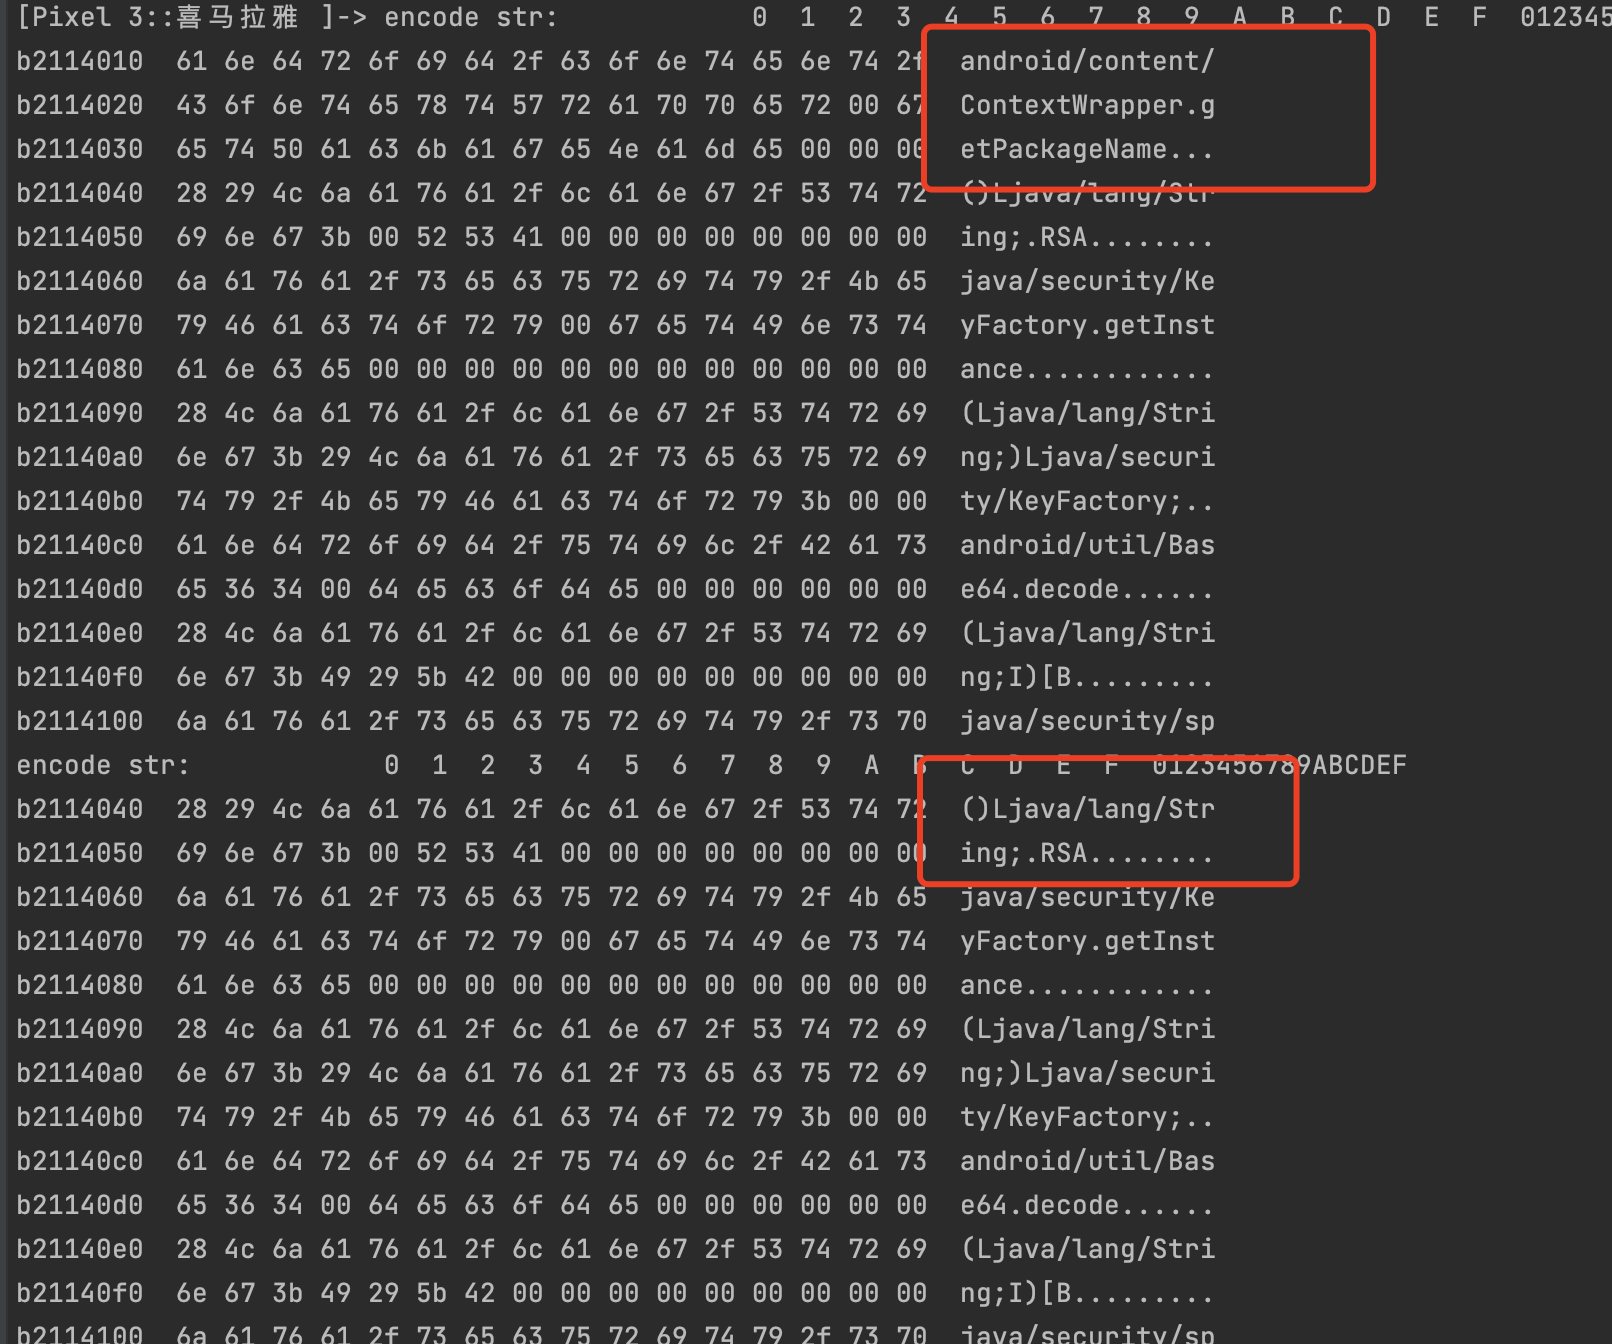 [Pixel 3::喜马拉雅 ]-> encode str:            0  1  2  3  4  5  6  7  8  9  A  B  C  D  E  F  012345
b2114010  61 6e 64 72 6f 69 64 2f 63 6f 6e 74 65 6e 74 2f  android/content/
b2114020  43 6f 6e 74 65 78 74 57 72 61 70 70 65 72 00 67  ContextWrapper.g
b2114030  65 74 50 61 63 6b 61 67 65 4e 61 6d 65 00 00 00  etPackageName...
b2114040  28 29 4c 6a 61 76 61 2f 6c 61 6e 67 2f 53 74 72  ()Ljava/lang/Str
b2114050  69 6e 67 3b 00 52 53 41 00 00 00 00 00 00 00 00  ing;.RSA........
b2114060  6a 61 76 61 2f 73 65 63 75 72 69 74 79 2f 4b 65  java/security/Ke
b2114070  79 46 61 63 74 6f 72 79 00 67 65 74 49 6e 73 74  yFactory.getInst
b2114080  61 6e 63 65 00 00 00 00 00 00 00 00 00 00 00 00  ance............
b2114090  28 4c 6a 61 76 61 2f 6c 61 6e 67 2f 53 74 72 69  (Ljava/lang/Stri
b21140a0  6e 67 3b 29 4c 6a 61 76 61 2f 73 65 63 75 72 69  ng;)Ljava/securi
b21140b0  74 79 2f 4b 65 79 46 61 63 74 6f 72 79 3b 00 00  ty/KeyFactory;..
b21140c0  61 6e 64 72 6f 69 64 2f 75 74 69 6c 2f 42 61 73  android/util/Bas
b21140d0  65 36 34 00 64 65 63 6f 64 65 00 00 00 00 00 00  e64.decode......
b21140e0  28 4c 6a 61 76 61 2f 6c 61 6e 67 2f 53 74 72 69  (Ljava/lang/Stri
b21140f0  6e 67 3b 49 29 5b 42 00 00 00 00 00 00 00 00 00  ng;I)[B.........
b2114100  6a 61 76 61 2f 73 65 63 75 72 69 74 79 2f 73 70  java/security/sp
encode str:            0  1  2  3  4  5  6  7  8  9  A  B  C  D  E  F  0123456789ABCDEF
b2114040  28 29 4c 6a 61 76 61 2f 6c 61 6e 67 2f 53 74 72  ()Ljava/lang/Str
b2114050  69 6e 67 3b 00 52 53 41 00 00 00 00 00 00 00 00  ing;.RSA........
b2114060  6a 61 76 61 2f 73 65 63 75 72 69 74 79 2f 4b 65  java/security/Ke
b2114070  79 46 61 63 74 6f 72 79 00 67 65 74 49 6e 73 74  yFactory.getInst
b2114080  61 6e 63 65 00 00 00 00 00 00 00 00 00 00 00 00  ance............
b2114090  28 4c 6a 61 76 61 2f 6c 61 6e 67 2f 53 74 72 69  (Ljava/lang/Stri
b21140a0  6e 67 3b 29 4c 6a 61 76 61 2f 73 65 63 75 72 69  ng;)Ljava/securi
b21140b0  74 79 2f 4b 65 79 46 61 63 74 6f 72 79 3b 00 00  ty/KeyFactory;..
b21140c0  61 6e 64 72 6f 69 64 2f 75 74 69 6c 2f 42 61 73  android/util/Bas
b21140d0  65 36 34 00 64 65 63 6f 64 65 00 00 00 00 00 00  e64.decode......
b21140e0  28 4c 6a 61 76 61 2f 6c 61 6e 67 2f 53 74 72 69  (Ljava/lang/Stri
b21140f0  6e 67 3b 49 29 5b 42 00 00 00 00 00 00 00 00 00  ng;I)[B.........
b2114100  6a 61 76 61 2f 73 65 63 75 72 69 74 79 2f 73 70  java/security/sp